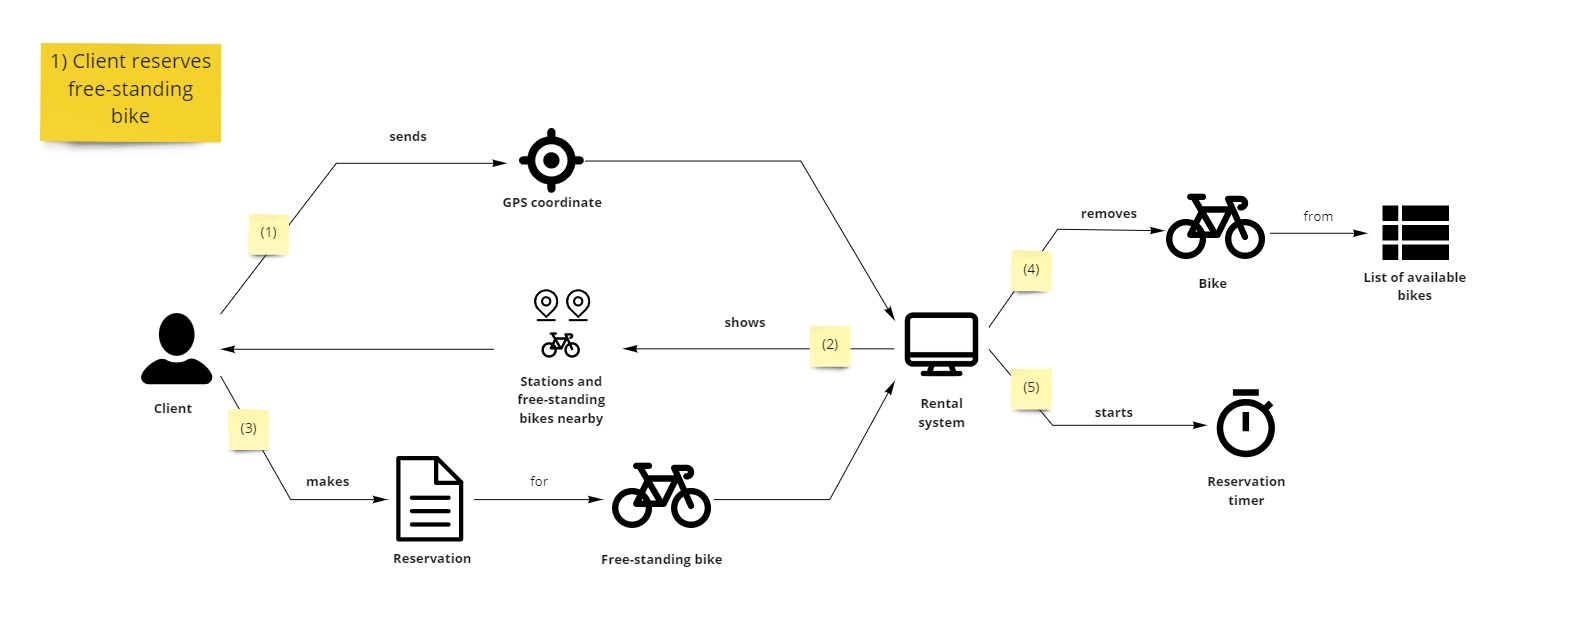 1) Client reserves
free-standing
bike
sends
GPS coordinate
(1)
removes
from
(4)
Bike
List of available
bikes
shows
(2)
Stations and
free-standing
bikes nearby
Client
Rental
system
(5)
starts
(3)
makes
for
Reservation
timer
Reservation
Free-standing bike